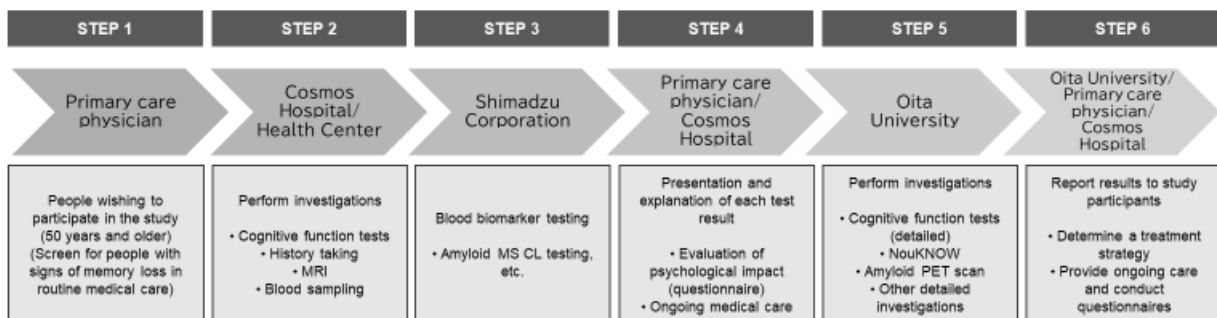 STEP 1
STEP 2
STEP 3
STEP 4
STEP 5
STEP 6
Primary care
physician
Cosmos
Hospital/
Health Center
Shimadzu
Corporation
Primary care
physician/
Cosmos
Hospital
Oita
University
Oita University/
Primary care
physician/
Cosmos
Hospital
People wishing to
participate in the study
(50 years and older)
(Screen for people with
signs of memory loss in
routine medical care)
Perform investigations
• Cognitive function tests
• History taking
• MRI
• Blood sampling
Blood biomarker testing
• Amyloid MS CL testing,
etc.
Presentation and
explanation of each test
result
• Evaluation of
psychological impact
(questionnaire)
• Ongoing medical care
Perform investigations
• Cognitive function tests
(detailed)
• NouKNOW
• Amyloid PET scan
• Other detailed
investigations
Report results to study
participants
• Determine a treatment
strategy
• Provide ongoing care
and conduct
questionnaires